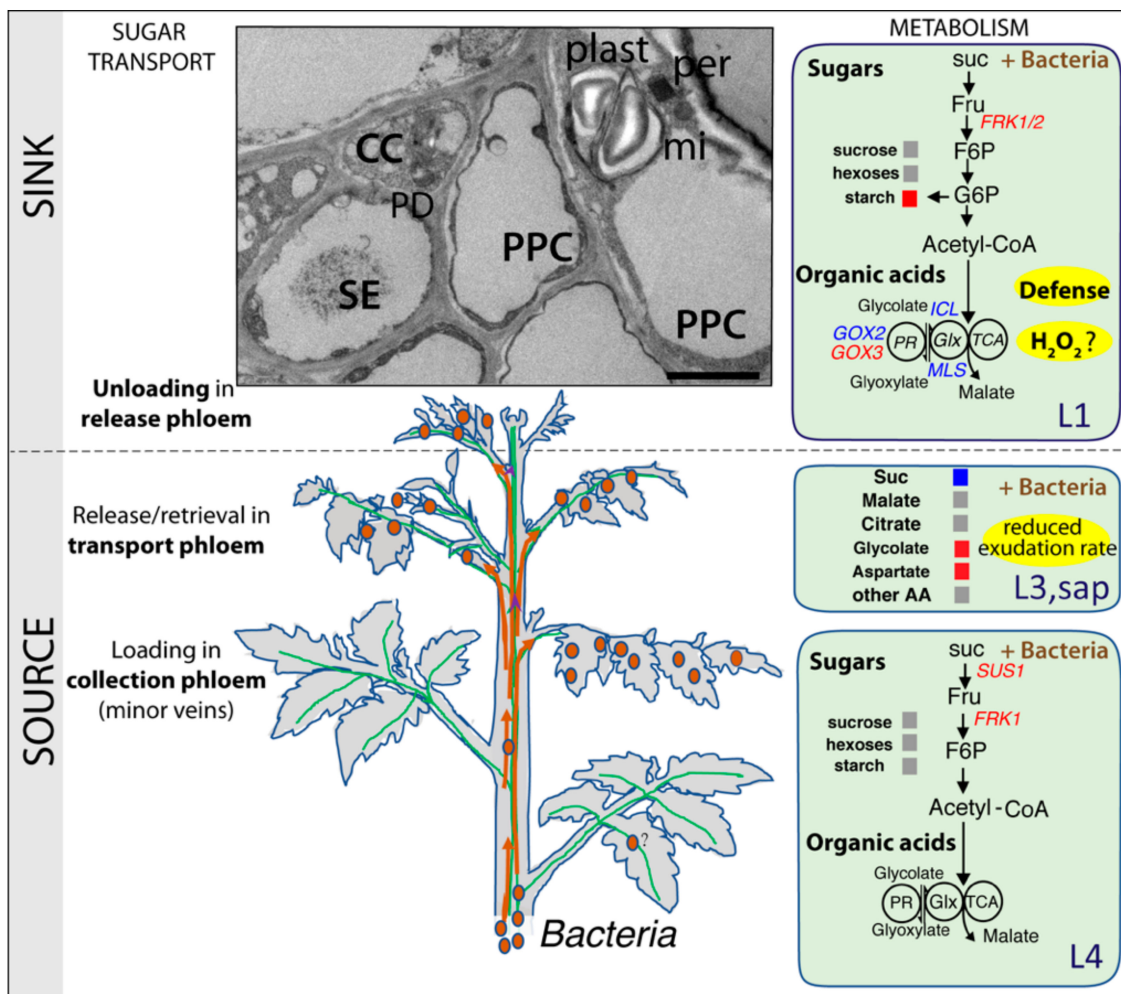 SUGAR
TRANSPORT
SINK
SOURCE
plast
per
mi
CC
PD
PPC
SE
PPC
Unloading in
release phloem
Release/retrieval in
transport phloem
Loading in
collection phloem
(minor veins)
?
Bacteria
METABOLISM
suc + Bacteria
Sugars
Fru
FRK1/2
sucrose
F6P
hexoses
starch
G6P
Acetyl-CoA
Organic acids
Defense
Glycolate ICL
GOX2
GOX3
PR Glx TCA
H2O2?
MLS
Glyoxylate
Malate
L1
Suc
+ Bacteria
Malate
Citrate
reduced
Glycolate
exudation rate
Aspartate
L3,sap
other AA
suc + Bacteria
Sugars
SUS1
Fru
FRK1
sucrose
hexoses
F6P
starch
Acetyl-CoA
Organic acids
Glycolate
PR Glx TCA
Glyoxylate
Malate
L4